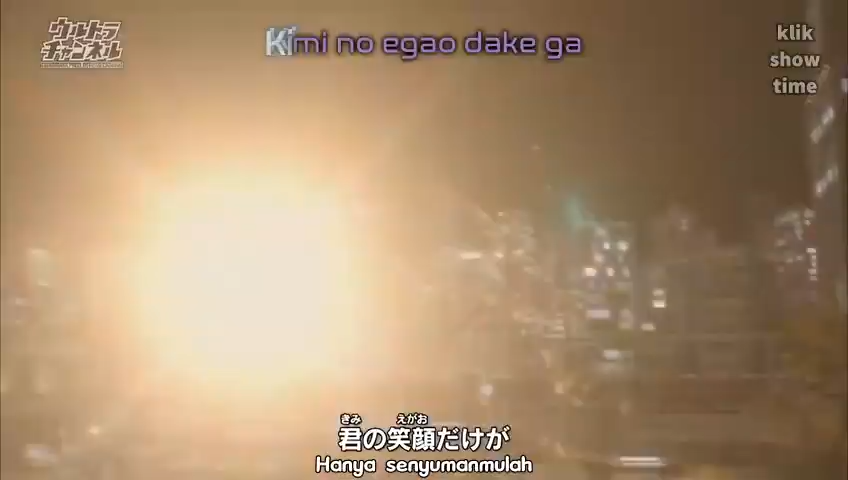 ウルトラ
チャンネル
Kimi no egao dake ga
klik
show
time
きみ えがお
君の笑顔だけが
Hanya senyumanmulah